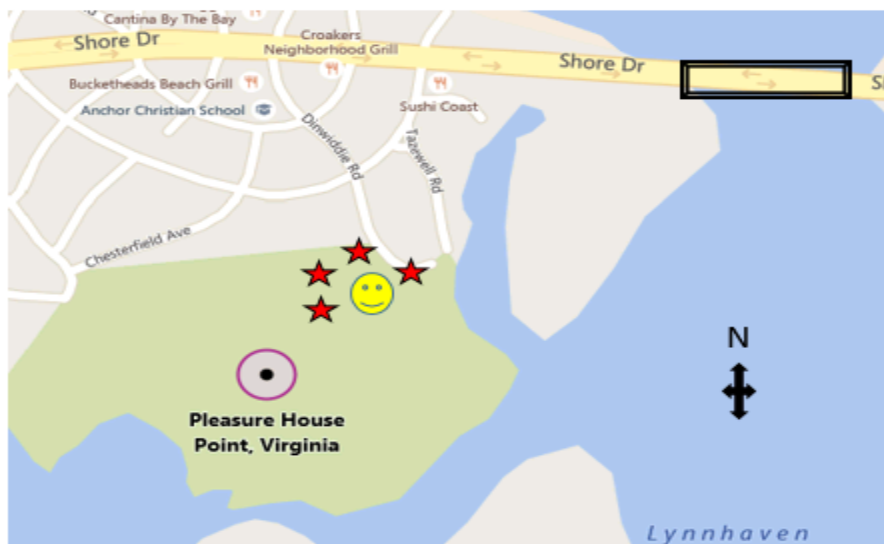 Cantina By The Bay
Shore Dr
Croakers
Neighborhood Grill
Shore Dr
Bucketheads Beach Grill
Sushi Coast
Anchor Christian School
Dinwiddie Rd
Tazewell Rd
Chesterfield Ave
N
Pleasure House
Point, Virginia
Lynnhaven